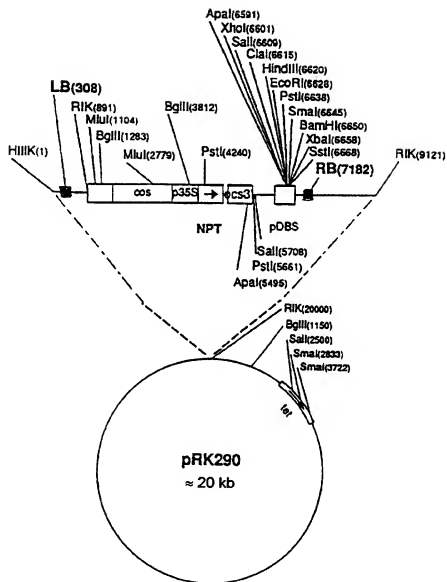 ApaI(6591)
XhoI(6601)
SalI(6609)
ClaI(6615)
HindIII(6620)
EcoRI(6628)
PstI(6638)
SmaI(6645)
BamHI(6650)
XbaI(6658)
SstI(6668)
LB(308)
RIK(891)
MluI(1104)
BglII(1283)
MluI(2779)
BglII(3812)
PstI(4240)
HIIIK(1)
RB(7182)
RIK(9121)
cos
p35S
ocs3
NPT
pDBS
SalI(5708)
PstI(5661)
ApaI(5495)
RIK(20000)
BglII(1150)
SalI(2500)
SmaI(2833)
SmaI(3722)
tet
pRK290
≈ 20 kb